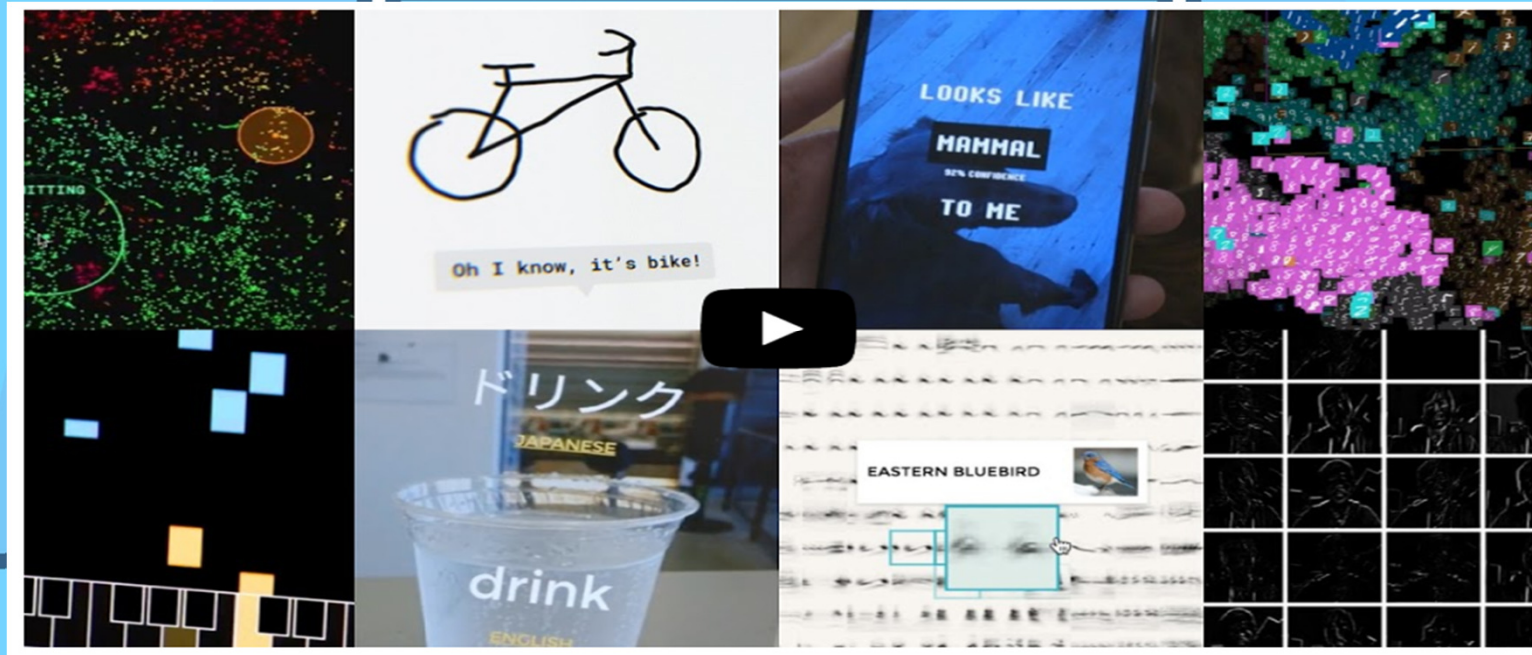 Oh I know, it's bike!
LOOKS LIKE
MAMMAL
92% CONFIDENCE
TO ME
ITTING
ドリンク
JAPANESE
drink
ENGLISH
EASTERN BLUEBIRD